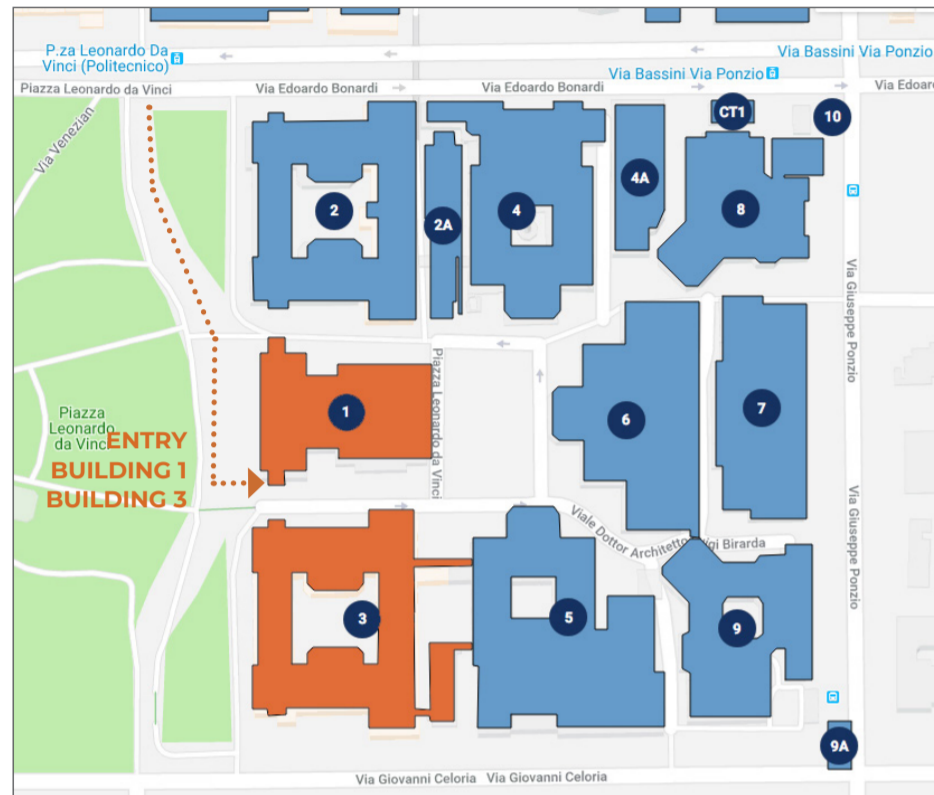 P.za Leonardo Da
Vinci (Politecnico)
Via Bassini Via Ponzio
Via Bassini Via Ponzio
Piazza Leonardo da Vinci
Via Edoardo Bonardi
Via Edoardo Bonardi
Via Edoar
Via Venezian
CT1
10
2
2A
4
4A
8
Via Giuseppe Ponzio
Piazza Leonardo da Vinci
1
6
7
Piazza
Leonardo
da Vinci
ENTRY
BUILDING 1
BUILDING 3
Viale Dottor Architetto Luigi Birarda
Via Giuseppe Ponzio
3
5
9
9A
Via Giovanni Celoria
Via Giovanni Celoria